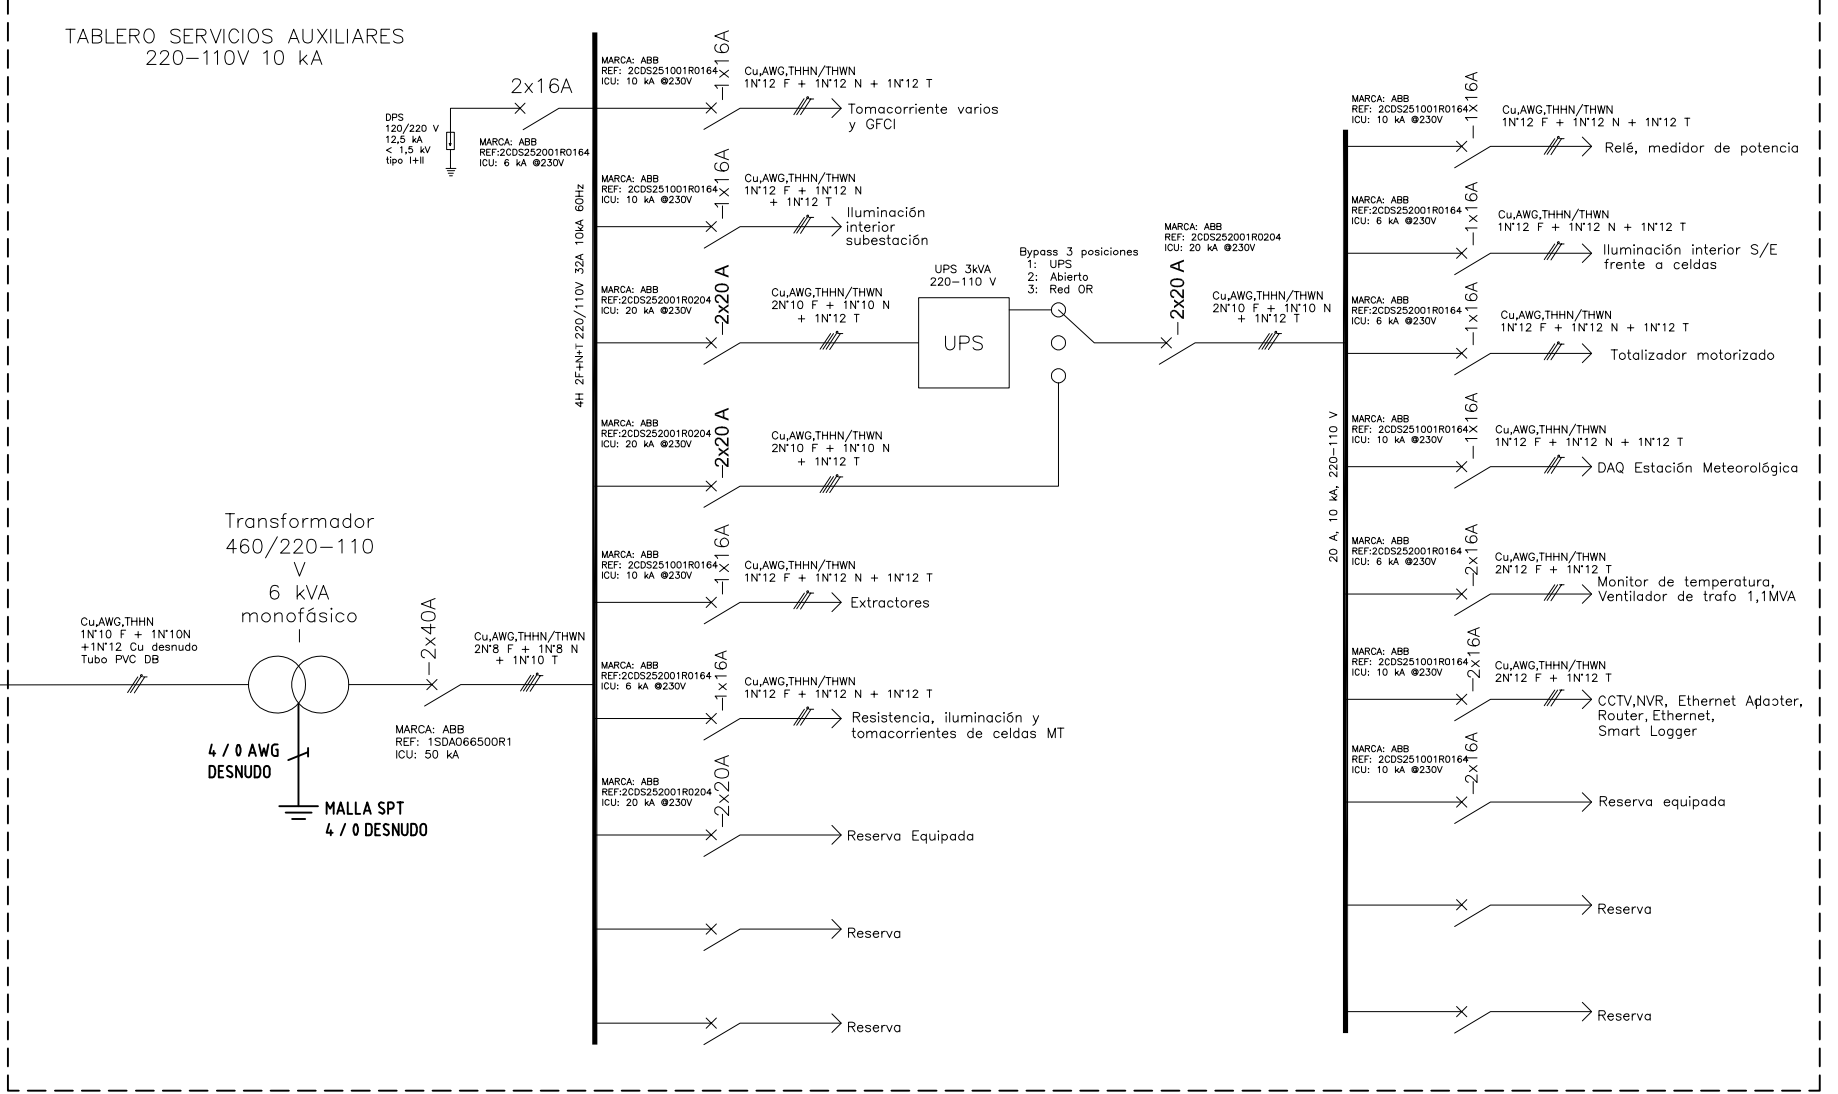 TABLERO SERVICIOS AUXILIARES
220-110V 10 kA
2x16A
DPS
120/220 V
12,5 kA
< 1,5 kV
tipo I+II
MARCA: ABB
REF:2CDS252001R0164
ICU: 6 kA @230V
4H 2F+N+T 220/110V 32A 10kA 60Hz
MARCA: ABB
REF: 2CDS251001R0164
ICU: 10 kA @230V
1x16A
Cu,AWG,THHN/THWN
1N°12 F + 1N°12 N + 1N°12 T
Tomacorriente varios
y GFCI
MARCA: ABB
REF: 2CDS251001R0164
ICU: 10 kA @230V
1x16A
Cu,AWG,THHN/THWN
1N°12 F + 1N°12 N
+ 1N°12 T
Iluminación
interior
subestación
MARCA: ABB
REF:2CDS252001R0204
ICU: 20 kA @230V
2x20 A
Cu,AWG,THHN/THWN
2N°10 F + 1N°10 N
+ 1N°12 T
UPS 3kVA
220-110 V
UPS
Bypass 3 posiciones
1: UPS
2: Abierto
3: Red OR
MARCA: ABB
REF: 2CDS252001R0204
ICU: 20 kA @230V
2x20 A
Cu,AWG,THHN/THWN
2N°10 F + 1N°10 N
+ 1N°12 T
MARCA: ABB
REF:2CDS252001R0204
ICU: 20 kA @230V
2x20 A
Cu,AWG,THHN/THWN
2N°10 F + 1N°10 N
+ 1N°12 T
MARCA: ABB
REF: 2CDS251001R0164
ICU: 10 kA @230V
1x16A
Cu,AWG,THHN/THWN
1N°12 F + 1N°12 N + 1N°12 T
Extractores
MARCA: ABB
REF:2CDS252001R0164
ICU: 6 kA @230V
1x16A
Cu,AWG,THHN/THWN
1N°12 F + 1N°12 N + 1N°12 T
Resistencia, iluminación y
tomacorrientes de celdas MT
MARCA: ABB
REF:2CDS252001R0204
ICU: 20 kA @230V
2x20A
Reserva Equipada
Reserva
Reserva
Transformador
460/220-110
V
6 kVA
monofásico
Cu,AWG,THHN
1N°10 F + 1N°10N
+1N°12 Cu desnudo
Tubo PVC DB
2x40A
MARCA: ABB
REF: 1SDA066500R1
ICU: 50 kA
Cu,AWG,THHN/THWN
2N°8 F + 1N°8 N
+ 1N°10 T
4 / 0 AWG
DESNUDO
MALLA SPT
4 / 0 DESNUDO
20 A, 10 kA, 220-110 V
MARCA: ABB
REF: 2CDS251001R0164
ICU: 10 kA @230V
1x16A
Cu,AWG,THHN/THWN
1N°12 F + 1N°12 N + 1N°12 T
Relé, medidor de potencia
MARCA: ABB
REF:2CDS252001R0164
ICU: 6 kA @230V
1x16A
Cu,AWG,THHN/THWN
1N°12 F + 1N°12 N + 1N°12 T
Iluminación interior S/E
frente a celdas
MARCA: ABB
REF:2CDS252001R0164
ICU: 6 kA @230V
1x16A
Cu,AWG,THHN/THWN
1N°12 F + 1N°12 N + 1N°12 T
Totalizador motorizado
MARCA: ABB
REF: 2CDS251001R0164
ICU: 10 kA @230V
1x16A
Cu,AWG,THHN/THWN
1N°12 F + 1N°12 N + 1N°12 T
DAQ Estación Meteorológica
MARCA: ABB
REF:2CDS252001R0164
ICU: 6 kA @230V
2x16A
Cu,AWG,THHN/THWN
2N°12 F + 1N°12 T
Monitor de temperatura,
Ventilador de trafo 1,1MVA
MARCA: ABB
REF: 2CDS251001R0164
ICU: 10 kA @230V
2x16A
Cu,AWG,THHN/THWN
2N°12 F + 1N°12 T
CCTV,NVR, Ethernet Adapter,
Router, Ethernet,
Smart Logger
MARCA: ABB
REF: 2CDS251001R0164
ICU: 10 kA @230V
2x16A
Reserva equipada
Reserva
Reserva